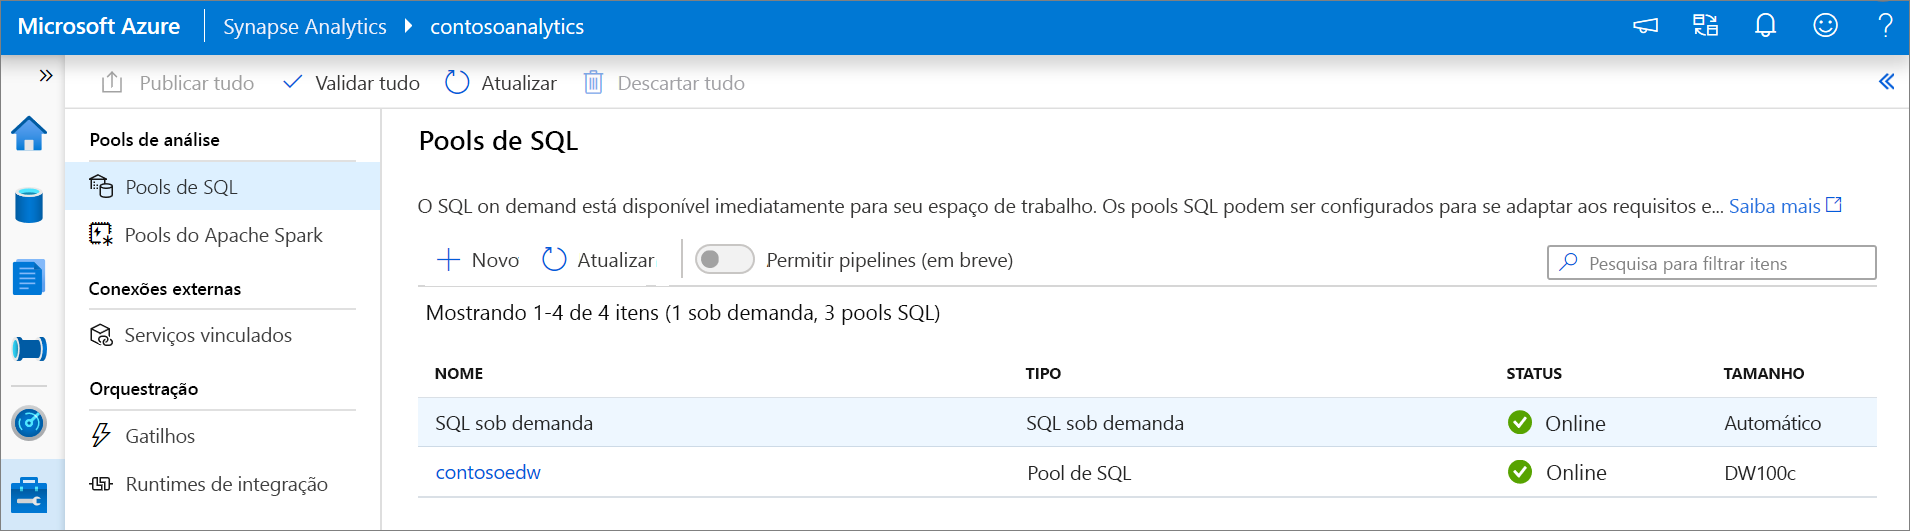 Microsoft Azure Synapse Analytics contosoanalytics
Publicar tudo Validar tudo Atualizar Descartar tudo
Pools de análise
Pools de SQL
Pools do Apache Spark
Conexões externas
Serviços vinculados
Orquestração
Gatilhos
Runtimes de integração
Pools de SQL
O SQL on demand está disponível imediatamente para seu espaço de trabalho. Os pools SQL podem ser configurados para se adaptar aos requisitos e... Saiba mais
Novo Atualizar Permitir pipelines (em breve) Pesquisa para filtrar itens
Mostrando 1-4 de 4 itens (1 sob demanda, 3 pools SQL)
NOME TIPO STATUS TAMANHO
SQL sob demanda SQL sob demanda Online Automático
contosoedw Pool de SQL Online DW100c